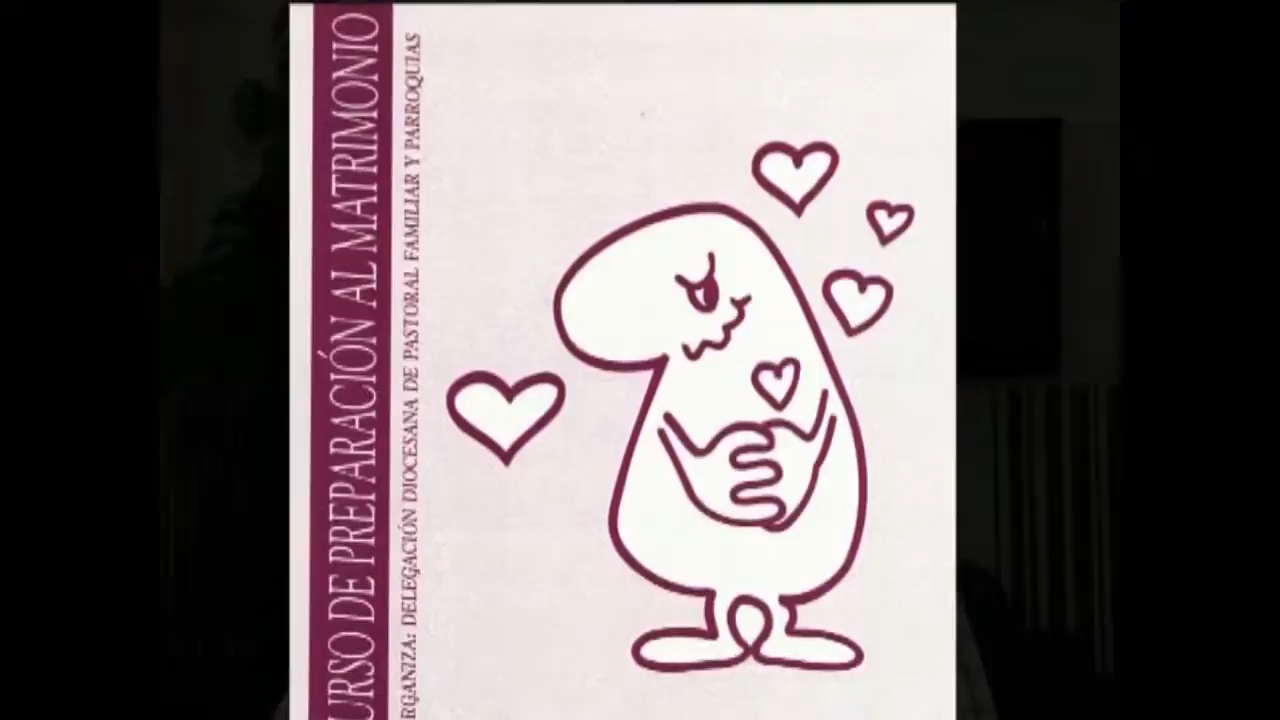 URSO DE PREPARACIÓN AL MATRIMONIO
RGANIZA: DELEGACIÓN DIOCESANA DE PASTORAL FAMILIAR Y PARROQUIAS